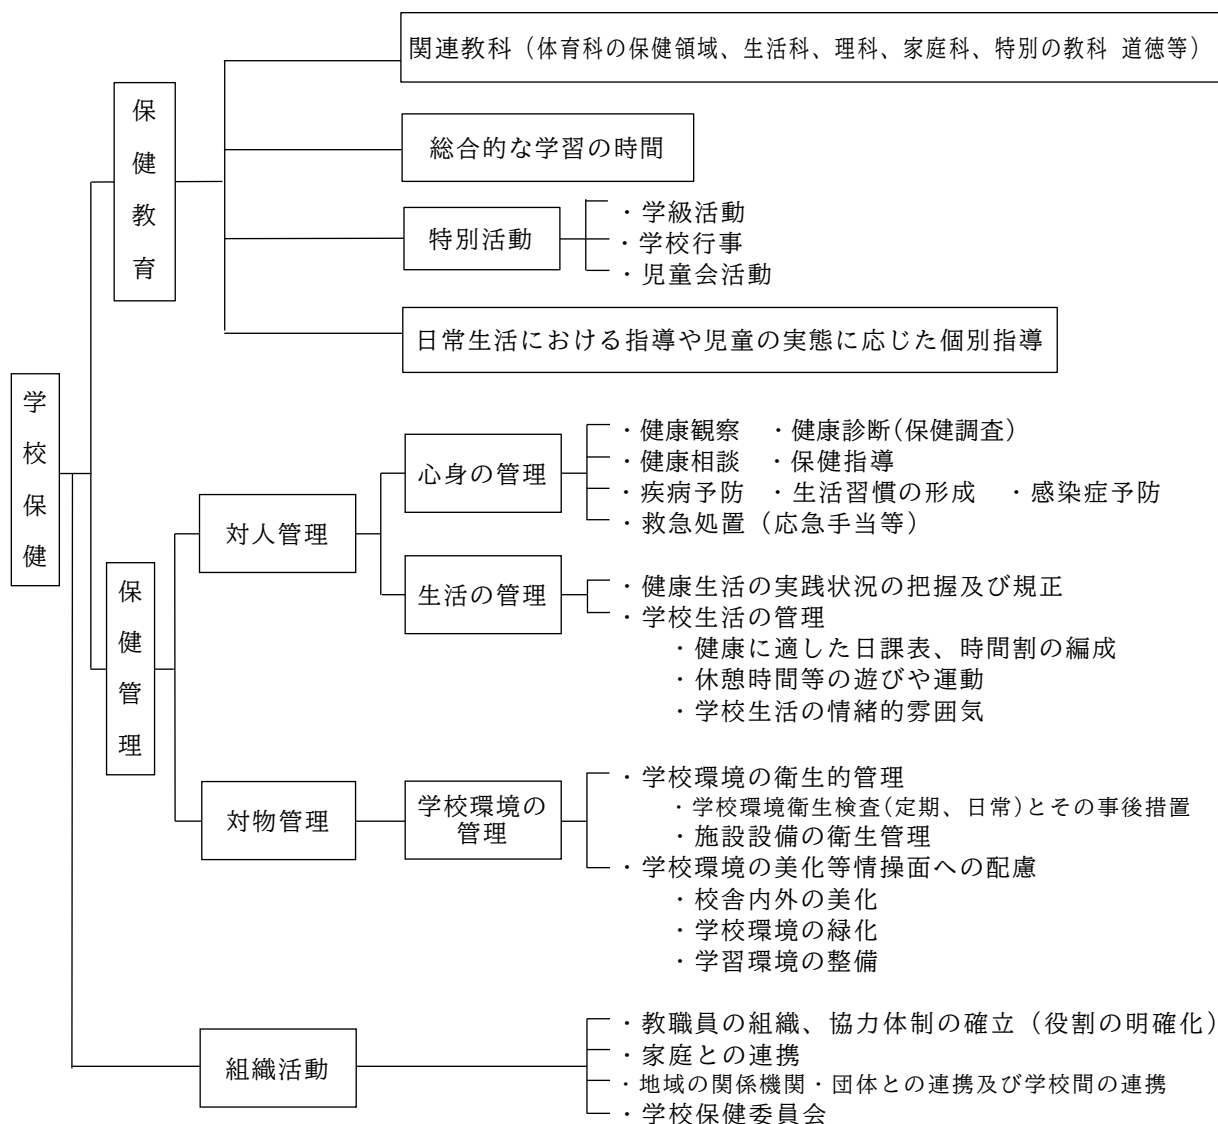 関連教科（体育科の保健領域、生活科、理科、家庭科、特別の教科 道徳等）
保健教育
総合的な学習の時間
特別活動
・学級活動
・学校行事
・児童会活動
日常生活における指導や児童の実態に応じた個別指導
学校保健
保健管理
対人管理
心身の管理
・健康観察 ・健康診断(保健調査)
・健康相談 ・保健指導
・疾病予防 ・生活習慣の形成 ・感染症予防
・救急処置（応急手当等）
生活の管理
・健康生活の実践状況の把握及び規正
・学校生活の管理
・健康に適した日課表、時間割の編成
・休憩時間等の遊びや運動
・学校生活の情緒的雰囲気
対物管理
学校環境の
管理
・学校環境の衛生的管理
・学校環境衛生検査(定期、日常)とその事後措置
・施設設備の衛生管理
・学校環境の美化等情操面への配慮
・校舎内外の美化
・学校環境の緑化
・学習環境の整備
組織活動
・教職員の組織、協力体制の確立（役割の明確化）
・家庭との連携
・地域の関係機関・団体との連携及び学校間の連携
・学校保健委員会